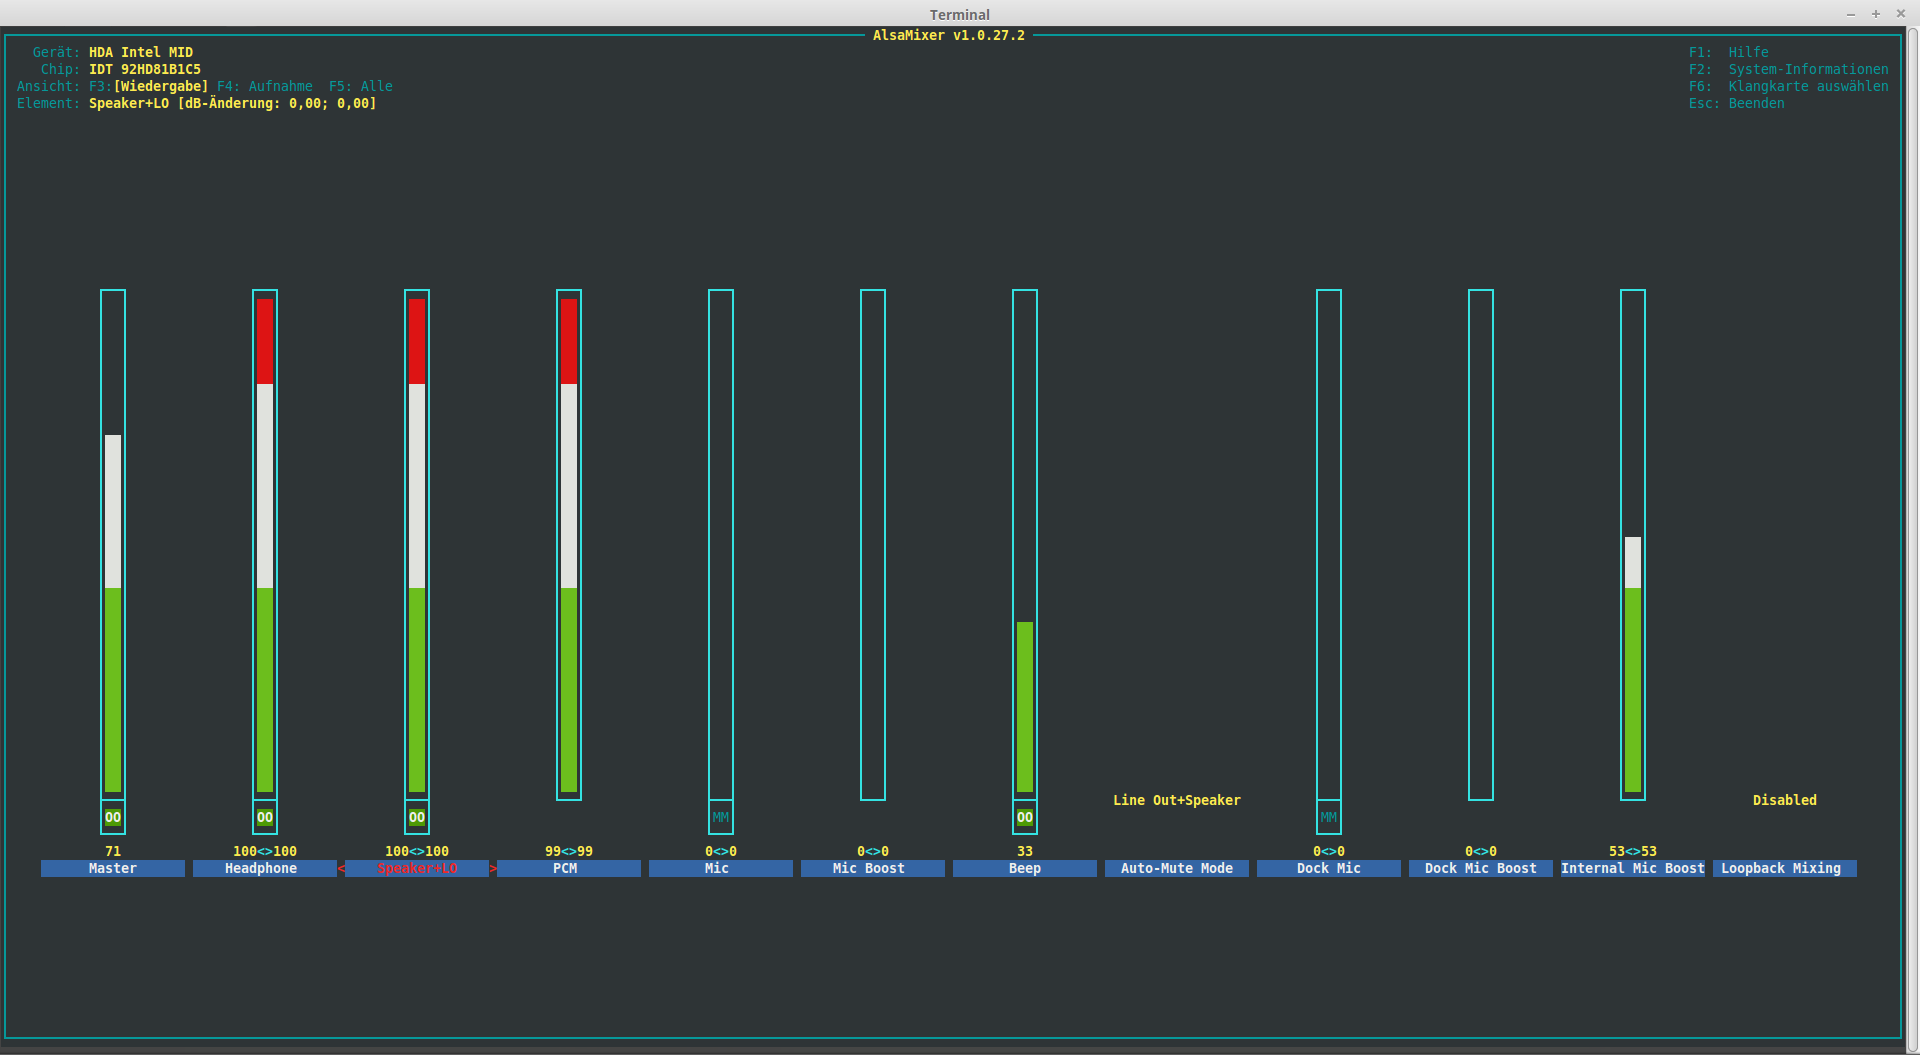 Terminal
AlsaMixer v1.0.27.2
Gerät: HDA Intel MID
F1: Hilfe
Chip: IDT 92HD81B1C5
F2: System-Informationen
Ansicht: F3:[Wiedergabe] F4: Aufnahme F5: Alle
F6: Klangkarte auswählen
Element: Speaker+LO [dB-Änderung: 0,00; 0,00]
Esc: Beenden
Line Out+Speaker Disabled
OO OO OO MM OO MM
71 100<>100 100<>100 99<>99 0<>0 0<>0 33 0<>0 0<>0 53<>53
Master Headphone <Speaker+LO> PCM Mic Mic Boost Beep Auto-Mute Mode Dock Mic Dock Mic Boost Internal Mic Boost Loopback Mixing